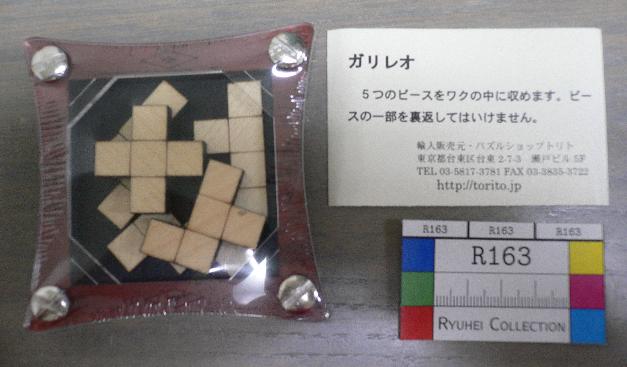 ガリレオ
5つのピースをワクの中に収めます。ピー
スの一部を裏返してはいけません。
輸入販売元・パズルショップトリト
東京都台東区台東 2-7-3 瀬戸ビル 5F
TEL 03-5817-3781 FAX 03-3835-3722
http://torito.jp
R163 R163 R163
R163
RYUHEI COLLECTION